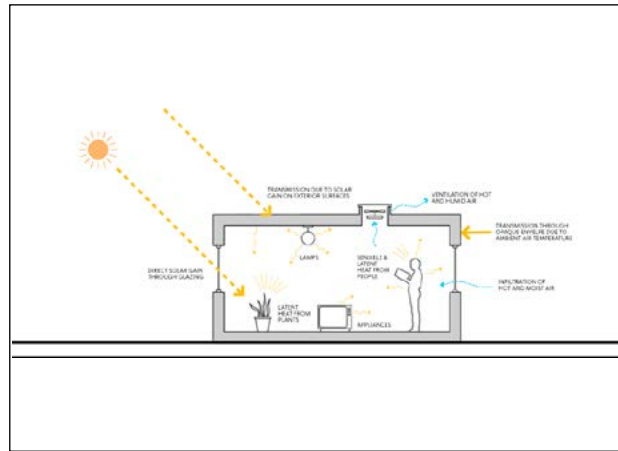 TRANSMISSION DUE TO SOLAR
GAIN ON EXTERIOR SURFACES
VENTILATION OF HOT
AND HUMID AIR
TRANSMISSION THROUGH
OPAQUE ENVELPE DUE TO
AMBIENT AIR TEMPERATURE
LAMPS
SENSIBLE &
LATENT
HEAT FROM
PEOPLE
DIRECT SOLAR GAIN
THROUGH GLAZING
INFILTRATION OF
HOT AND MOIST AIR
LATENT
HEAT FROM
PLANTS
APPLIANCES